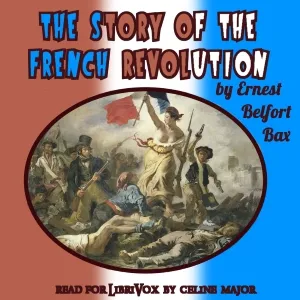 THE STORY OF THE
FRENCH REVOLUTION
by Ernest
Belfort
Bax
READ FOR LIBRIVOX BY CELINE MAJOR